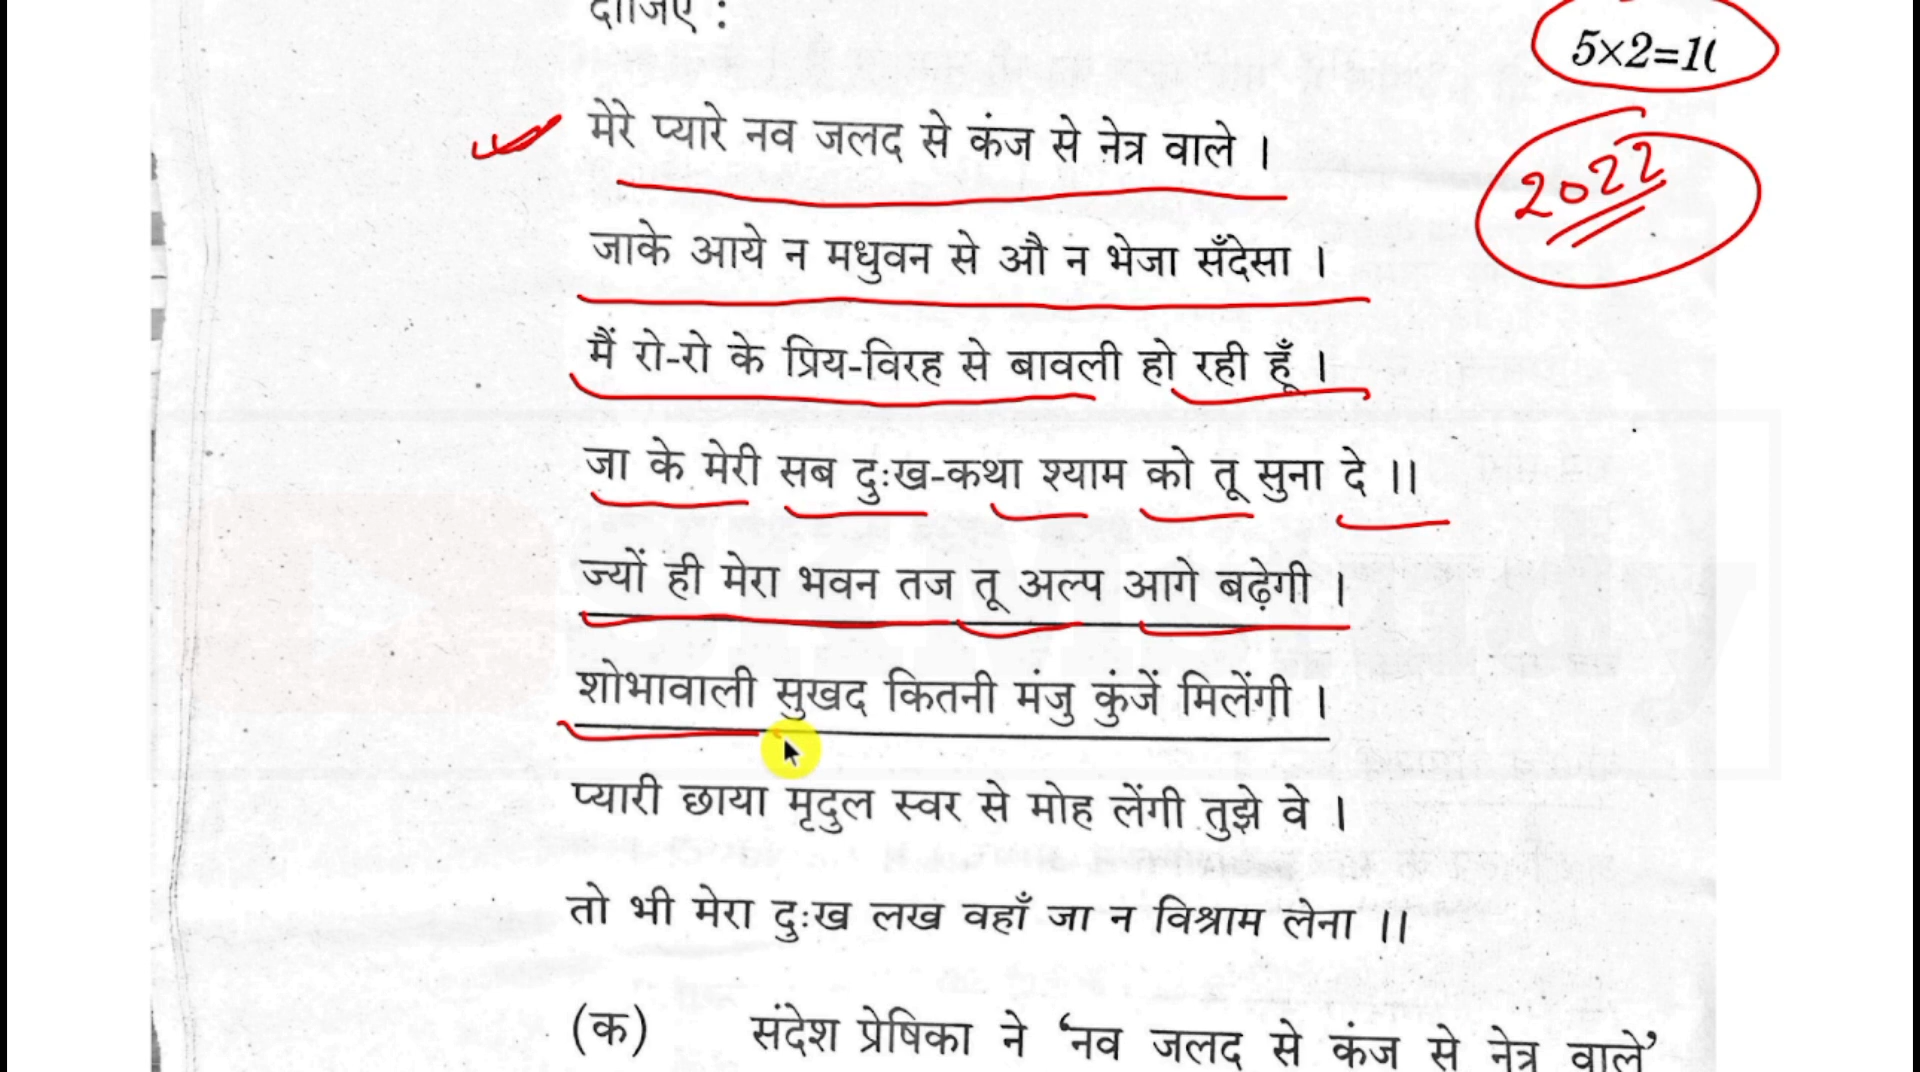 दीजिए :
5×2=1(
मेरे प्यारे नव जलद से कंज से नेत्र वाले ।
2022
जाके आये न मधुवन से औ न भेजा सँदेसा ।
मैं रो-रो के प्रिय-विरह से बावली हो रही हूँ ।
जा के मेरी सब दुःख-कथा श्याम को तू सुना दे ।।
ज्यों ही मेरा भवन तज तू अल्प आगे बढ़ेगी ।
शोभावाली सुखद कितनी मंजु कुंजें मिलेंगी ।
प्यारी छाया मृदुल स्वर से मोह लेंगी तुझे वे ।
तो भी मेरा दुःख लख वहाँ जा न विश्राम लेना ।।
(क) संदेश प्रेषिका ने ‘नव जलद से कंज से नेत्र वाले’